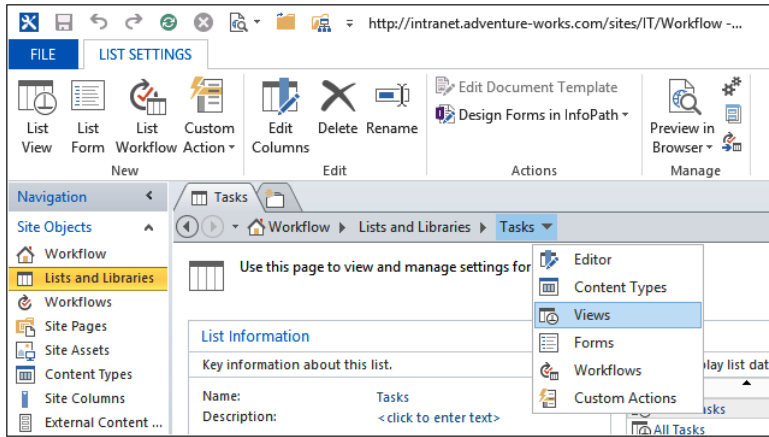 http://intranet.adventure-works.com/sites/IT/Workflow -...
FILE LIST SETTINGS
List View
List Form
List Workflow
Custom Action
New
Edit Columns
Delete
Rename
Edit
Edit Document Template
Design Forms in InfoPath
Actions
Preview in Browser
Manage
Navigation
Site Objects
Workflow
Lists and Libraries
Workflows
Site Pages
Site Assets
Content Types
Site Columns
External Content ...
Tasks
Workflow Lists and Libraries Tasks
Use this page to view and manage settings for
Editor
Content Types
Views
Forms
Workflows
Custom Actions
List Information
Key information about this list.
Name: Tasks
Description: <click to enter text>
All Tasks